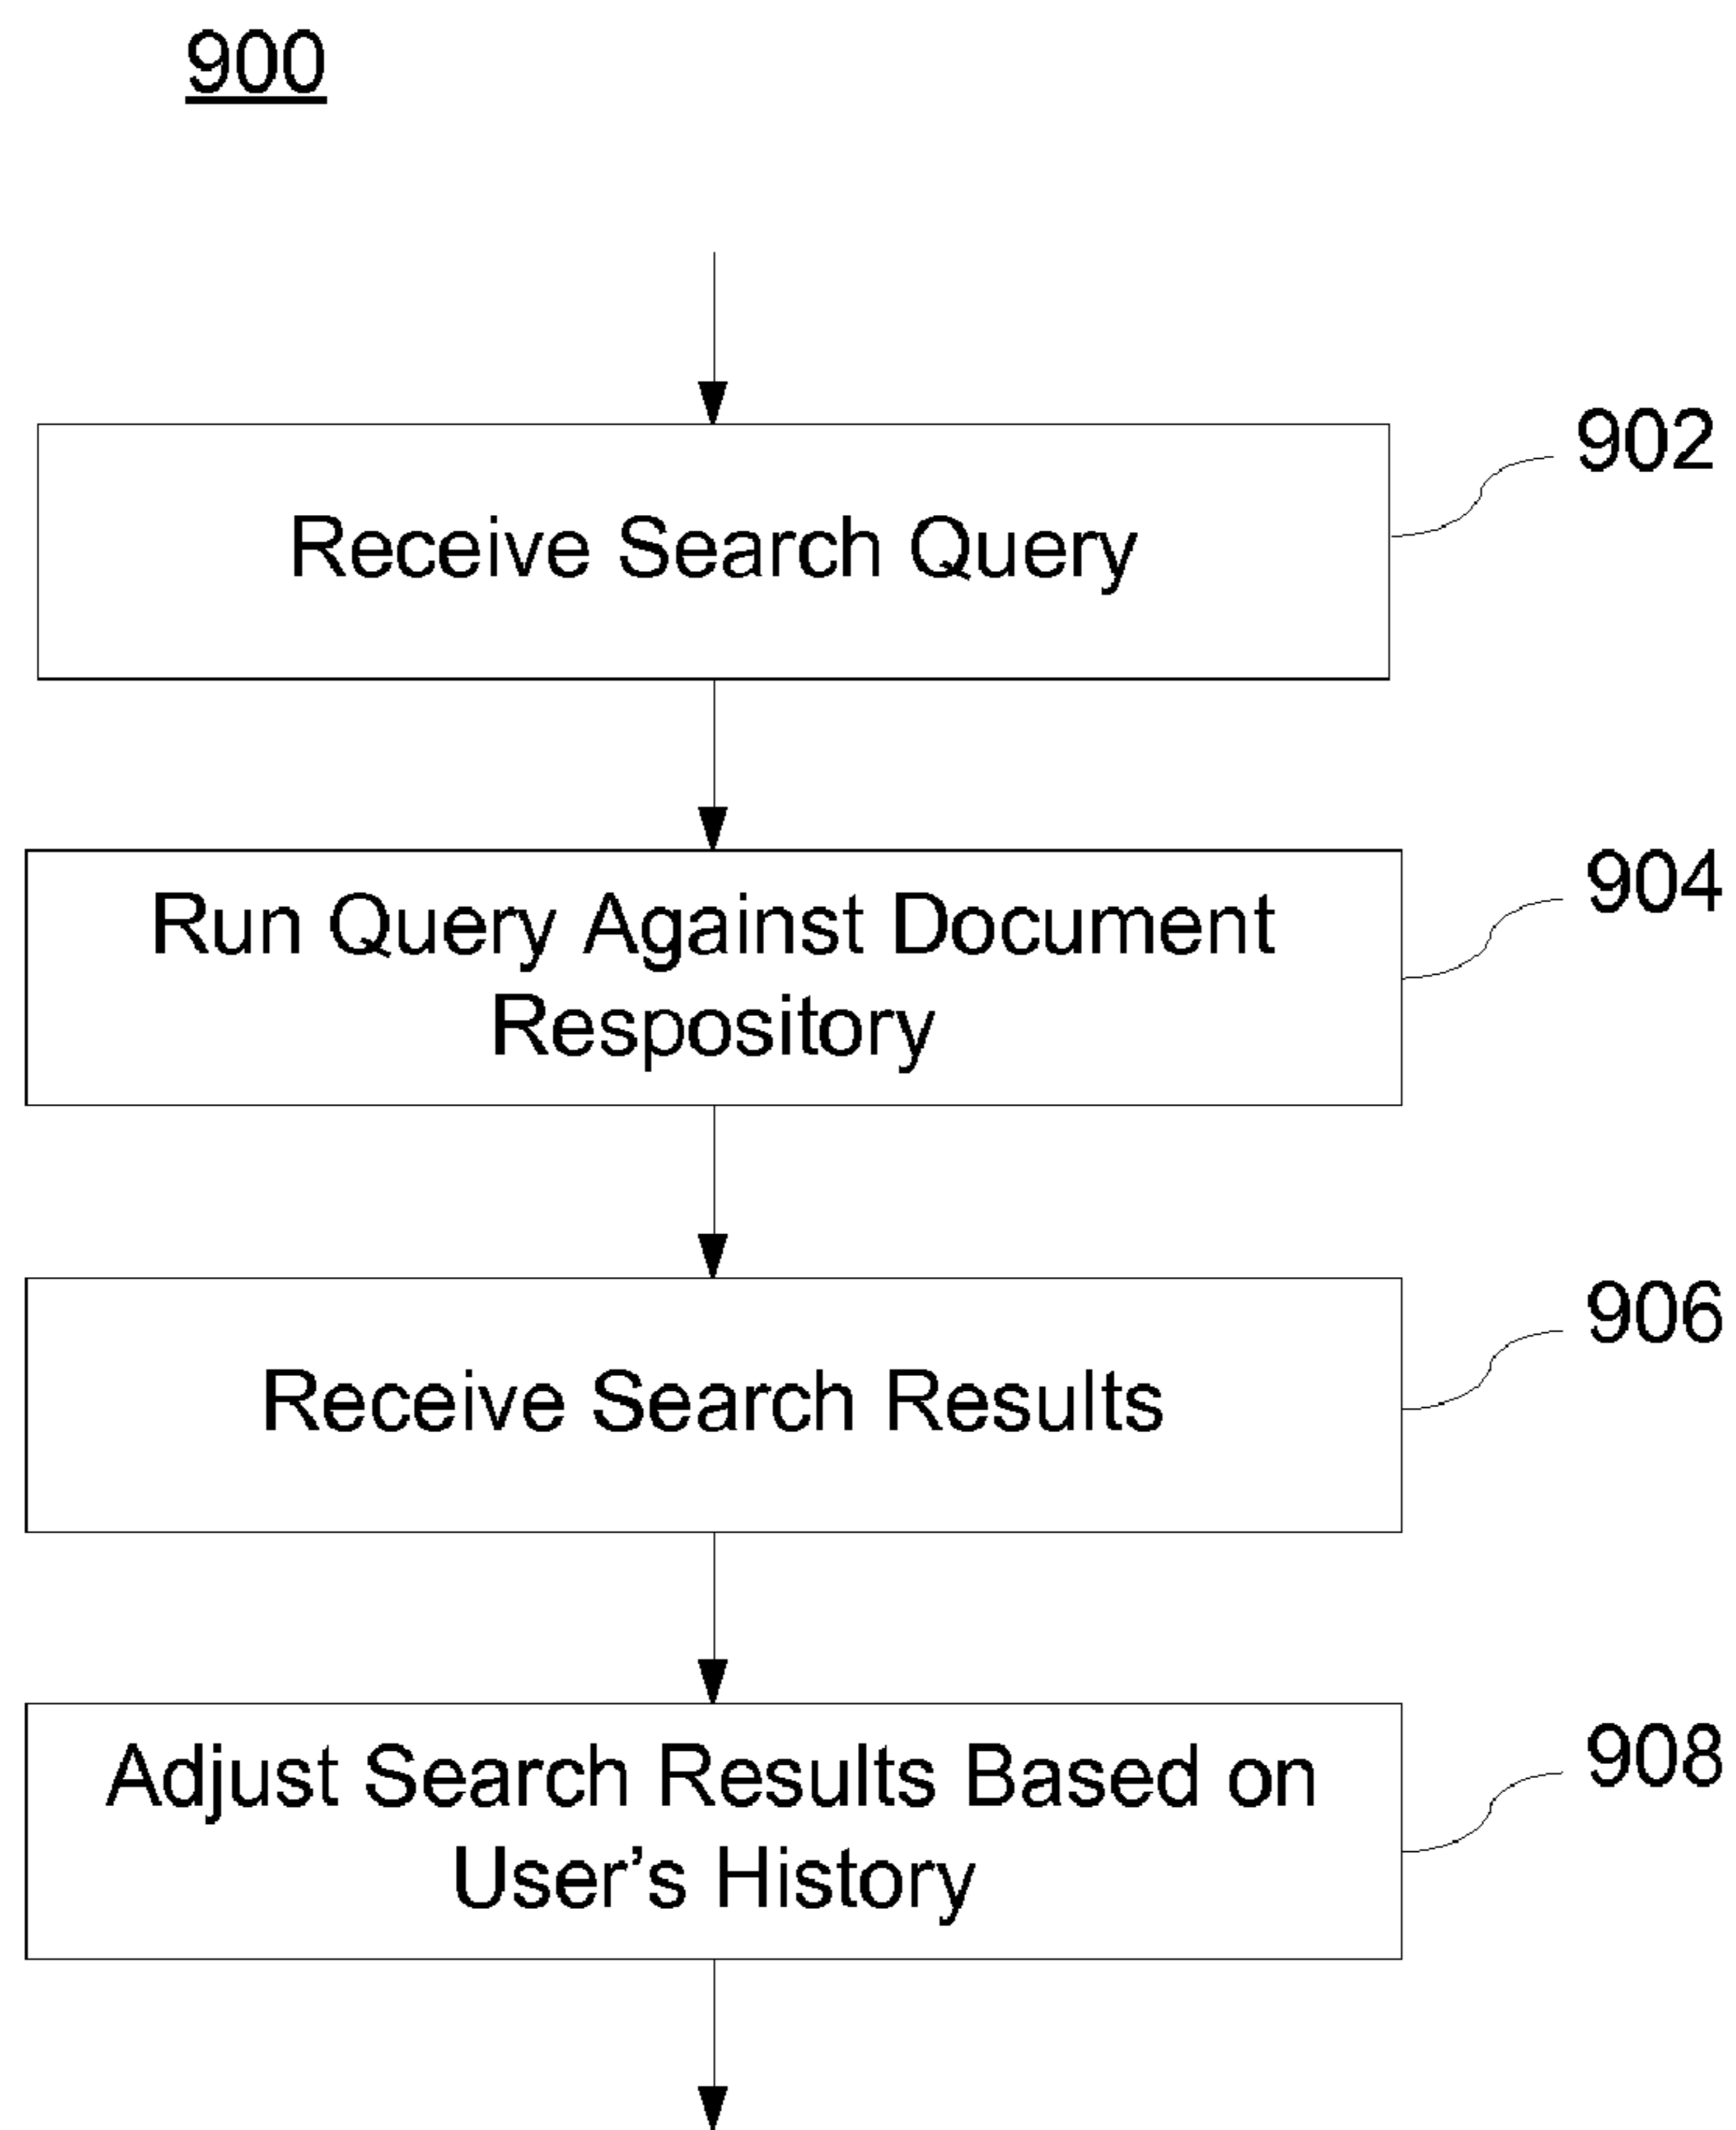 900
Receive Search Query
902
Run Query Against Document
Respository
904
Receive Search Results
906
Adjust Search Results Based on
User’s History
908